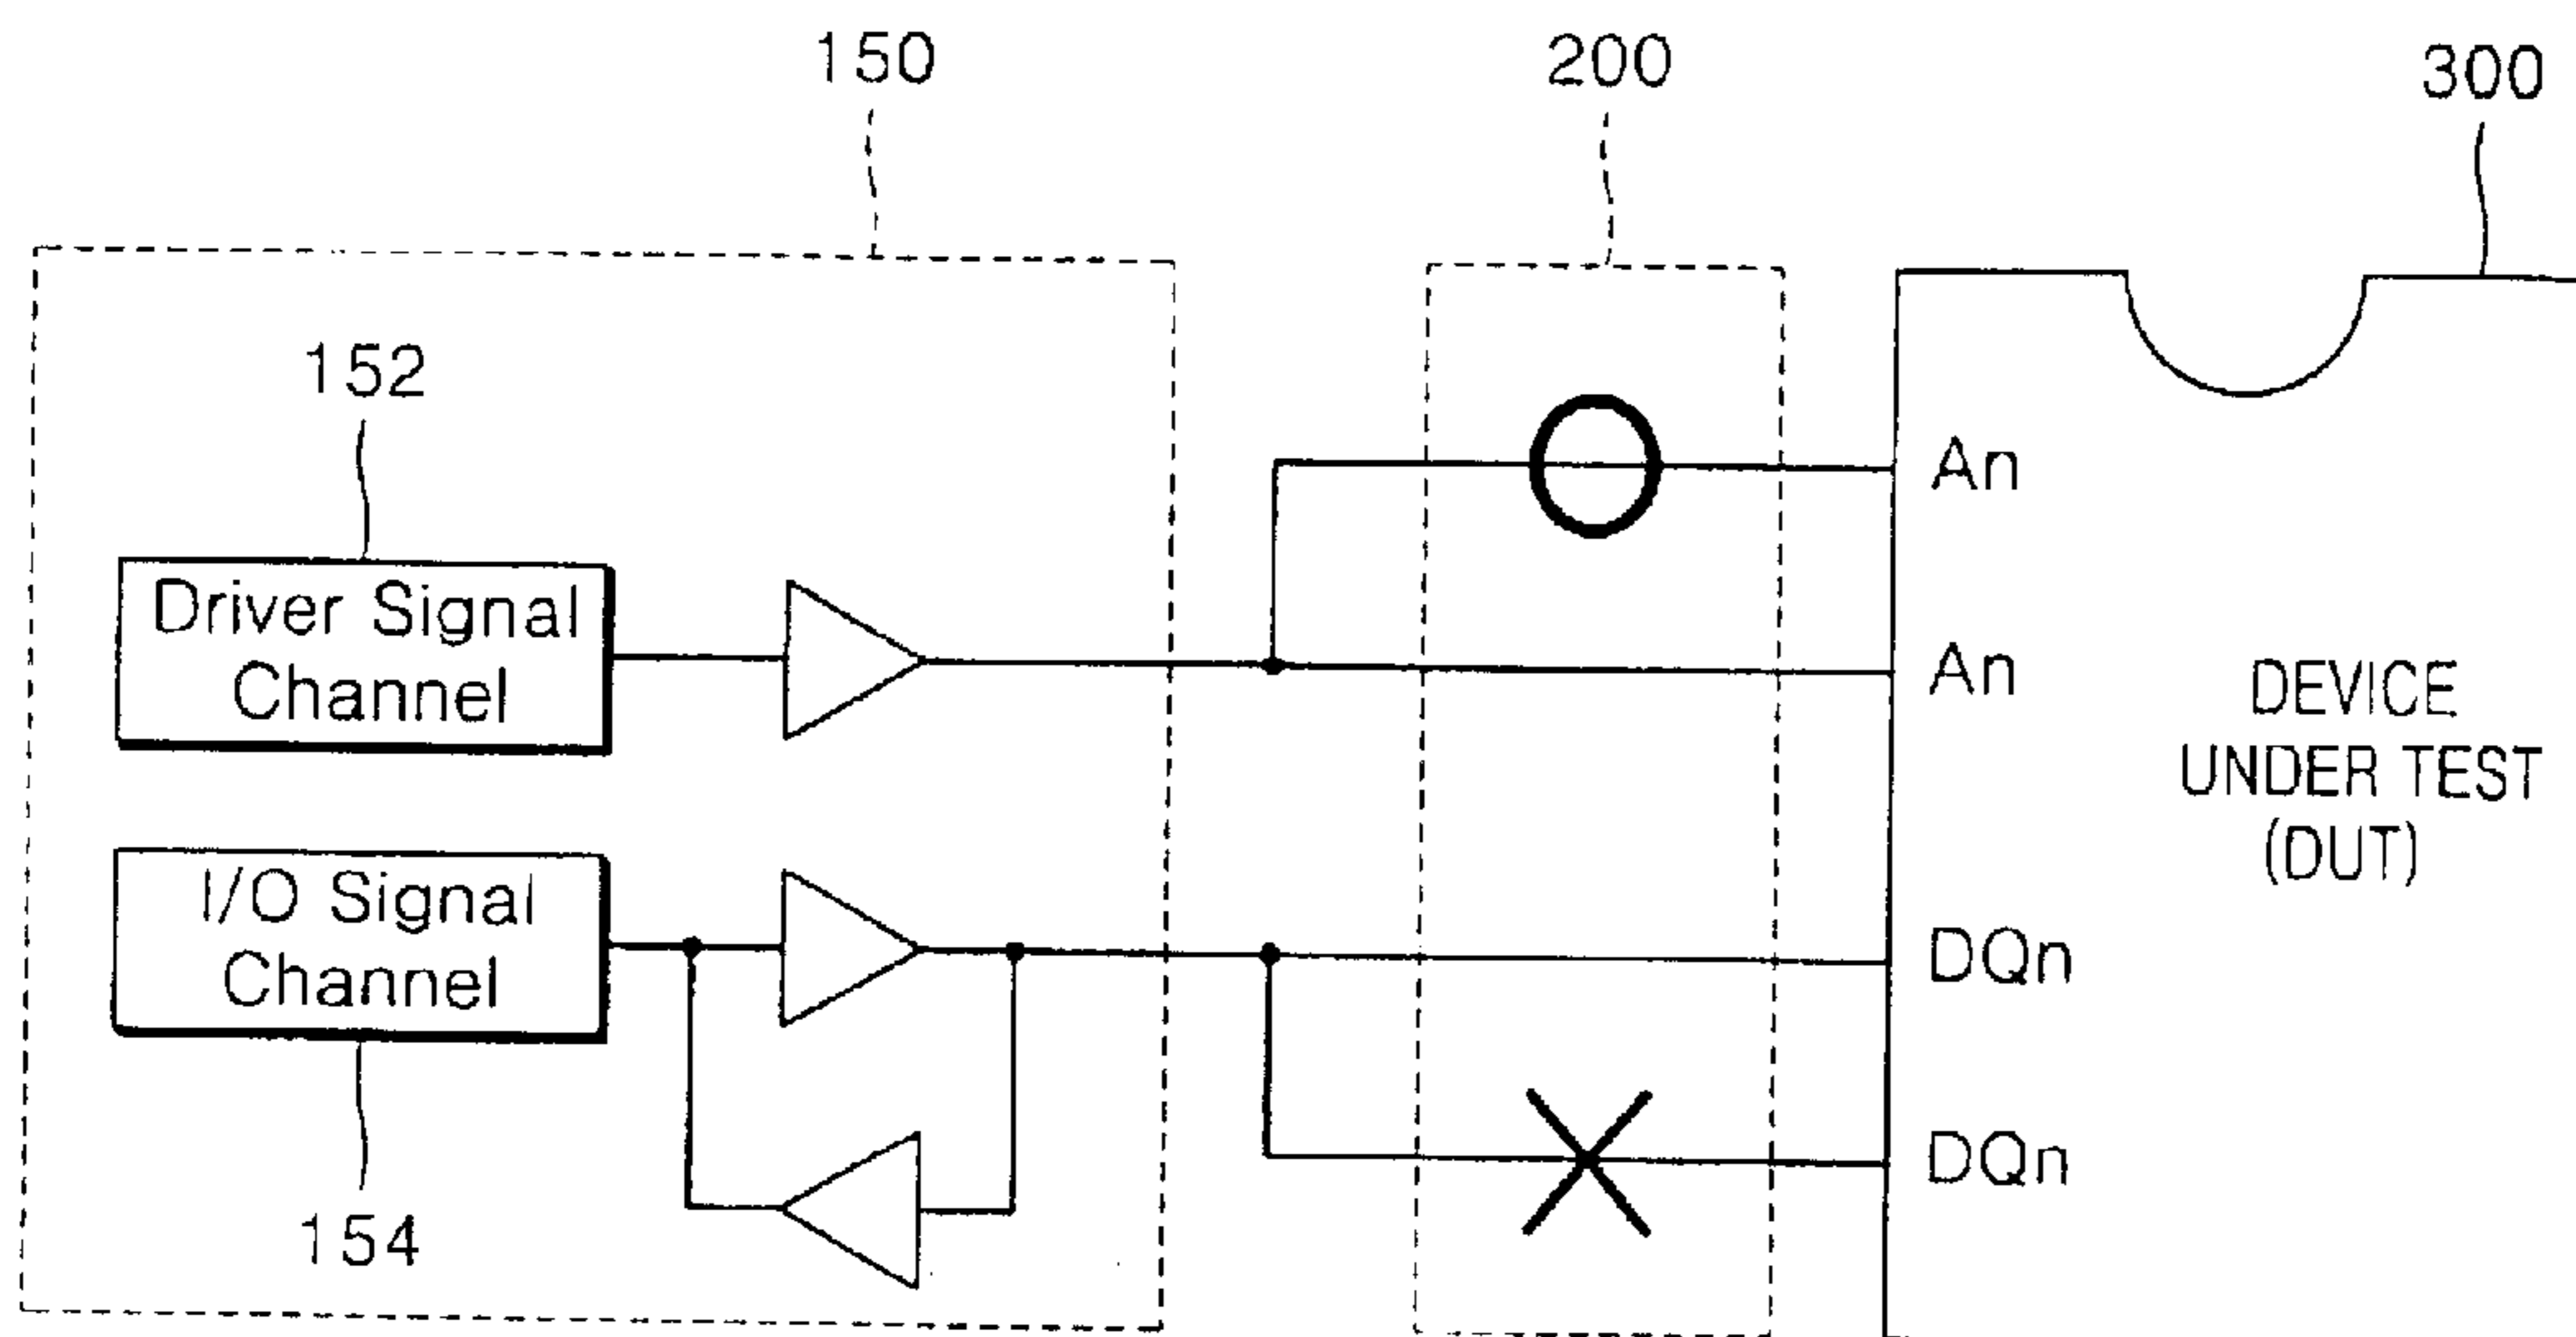 150
200
300
152
Driver Signal
Channel
An
An
DEVICE
UNDER TEST
(DUT)
I/O Signal
Channel
DQn
DQn
154